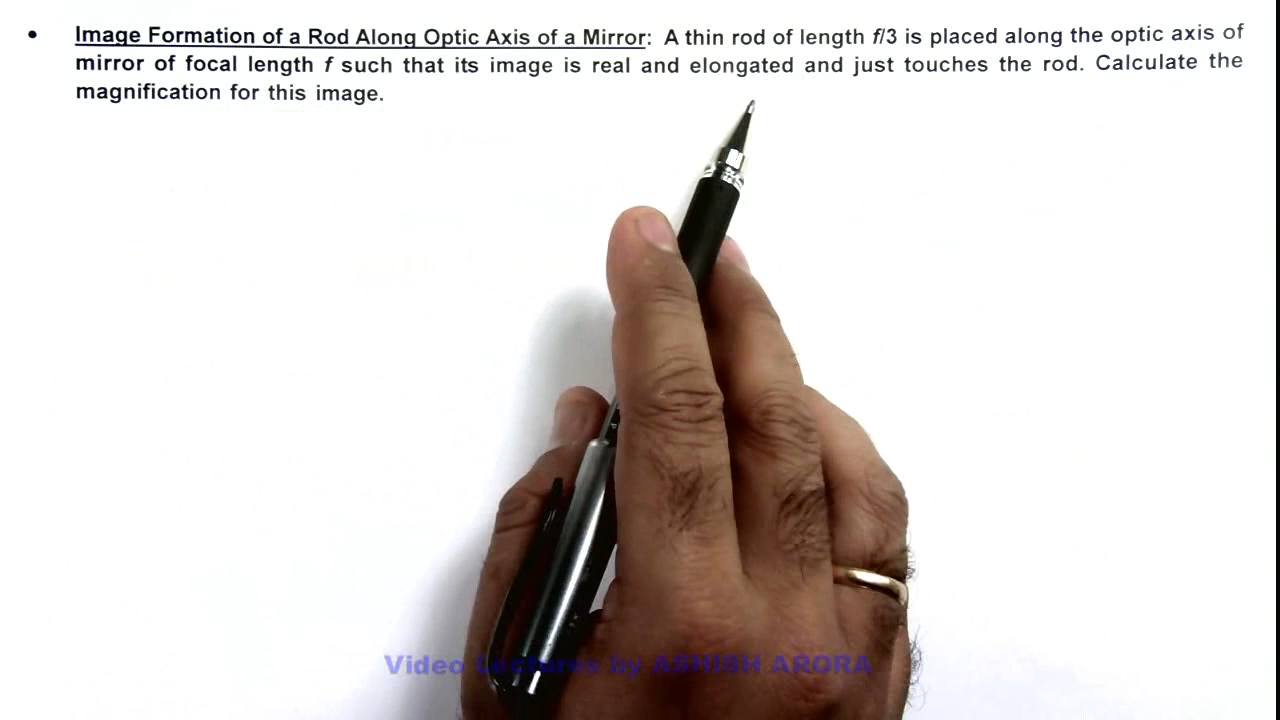 • Image Formation of a Rod Along Optic Axis of a Mirror: A thin rod of length f/3 is placed along the optic axis of
mirror of focal length f such that its image is real and elongated and just touches the rod. Calculate the
magnification for this image.
Video Lectures by ASHISH ARORA